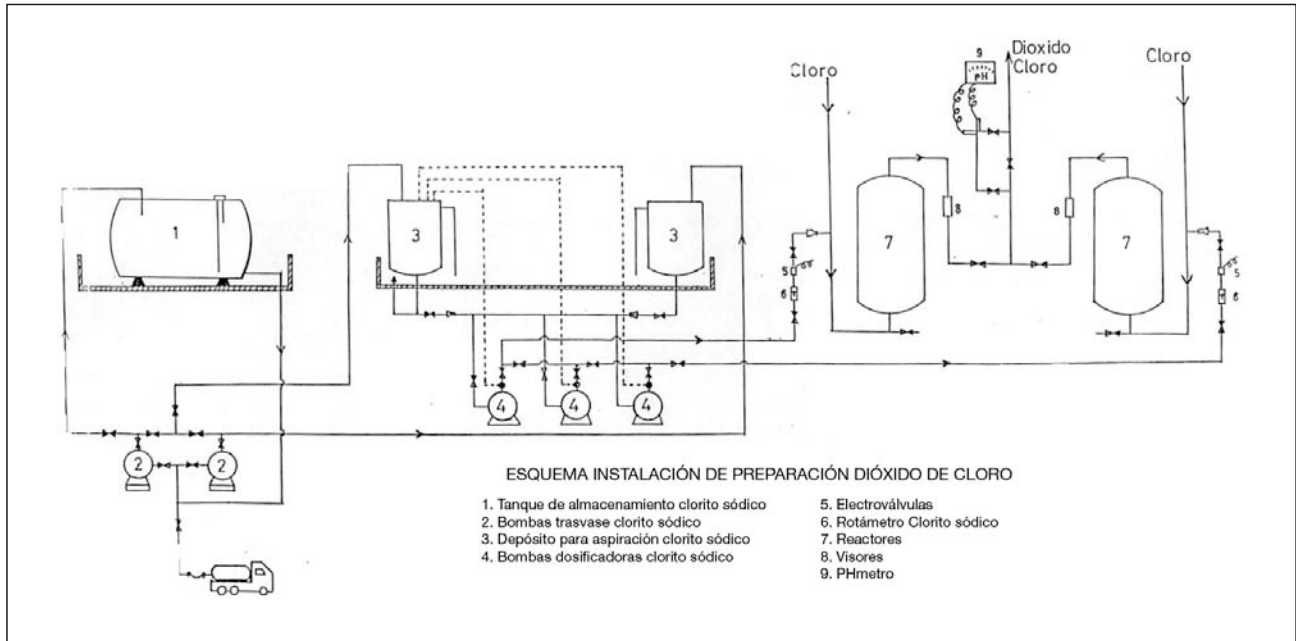 9
pH
Dioxido
Cloro
Cloro
Cloro
1
3
3
7
7
8
8
5
6
5
6
4
4
4
2
2
ESQUEMA INSTALACIÓN DE PREPARACIÓN DIÓXIDO DE CLORO
1. Tanque de almacenamiento clorito sódico
2. Bombas trasvase clorito sódico
3. Depósito para aspiración clorito sódico
4. Bombas dosificadoras clorito sódico
5. Electroválvulas
6. Rotámetro Clorito sódico
7. Reactores
8. Visores
9. PHmetro